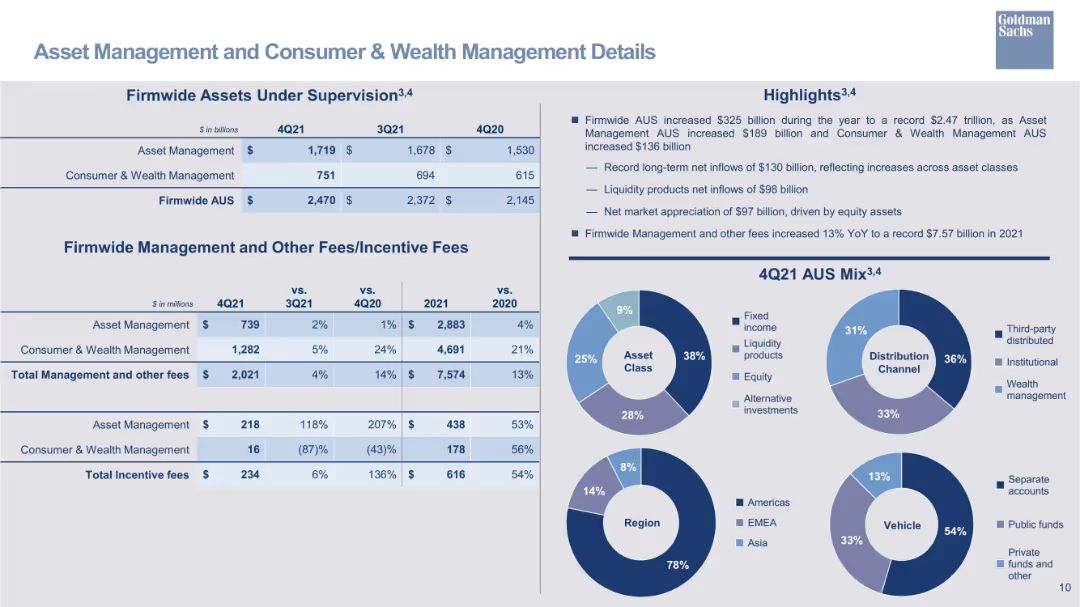 Goldman
Sachs
Asset Management and Consumer & Wealth Management Details
Firmwide Assets Under Supervision3,4
$ in billions 4Q21 3Q21 4Q20
Asset Management $ 1,719 $ 1,678 $ 1,530
Consumer & Wealth Management 751 694 615
Firmwide AUS $ 2,470 $ 2,372 $ 2,145
Firmwide Management and Other Fees/Incentive Fees
vs. vs. vs.
$ in millions 4Q21 3Q21 4Q20 2021 2020
Asset Management $ 739 2% 1% $ 2,883 4%
Consumer & Wealth Management 1,282 5% 24% 4,691 21%
Total Management and other fees $ 2,021 4% 14% $ 7,574 13%
Asset Management $ 218 118% 207% $ 438 53%
Consumer & Wealth Management 16 (87)% (43)% 178 56%
Total Incentive fees $ 234 6% 136% $ 616 54%
Highlights3,4
■ Firmwide AUS increased $325 billion during the year to a record $2.47 trillion, as Asset
Management AUS increased $189 billion and Consumer & Wealth Management AUS
increased $136 billion
— Record long-term net inflows of $130 billion, reflecting increases across asset classes
— Liquidity products net inflows of $98 billion
— Net market appreciation of $97 billion, driven by equity assets
■ Firmwide Management and other fees increased 13% YoY to a record $7.57 billion in 2021
4Q21 AUS Mix3,4
9%
25%
38%
28%
Asset
Class
Fixed
income
Liquidity
products
Equity
Alternative
investments
31%
36%
33%
Distribution
Channel
Third-party
distributed
Institutional
Wealth
management
8%
14%
78%
Region
Americas
EMEA
Asia
13%
33%
54%
Vehicle
Separate
accounts
Public funds
Private
funds and
other
10